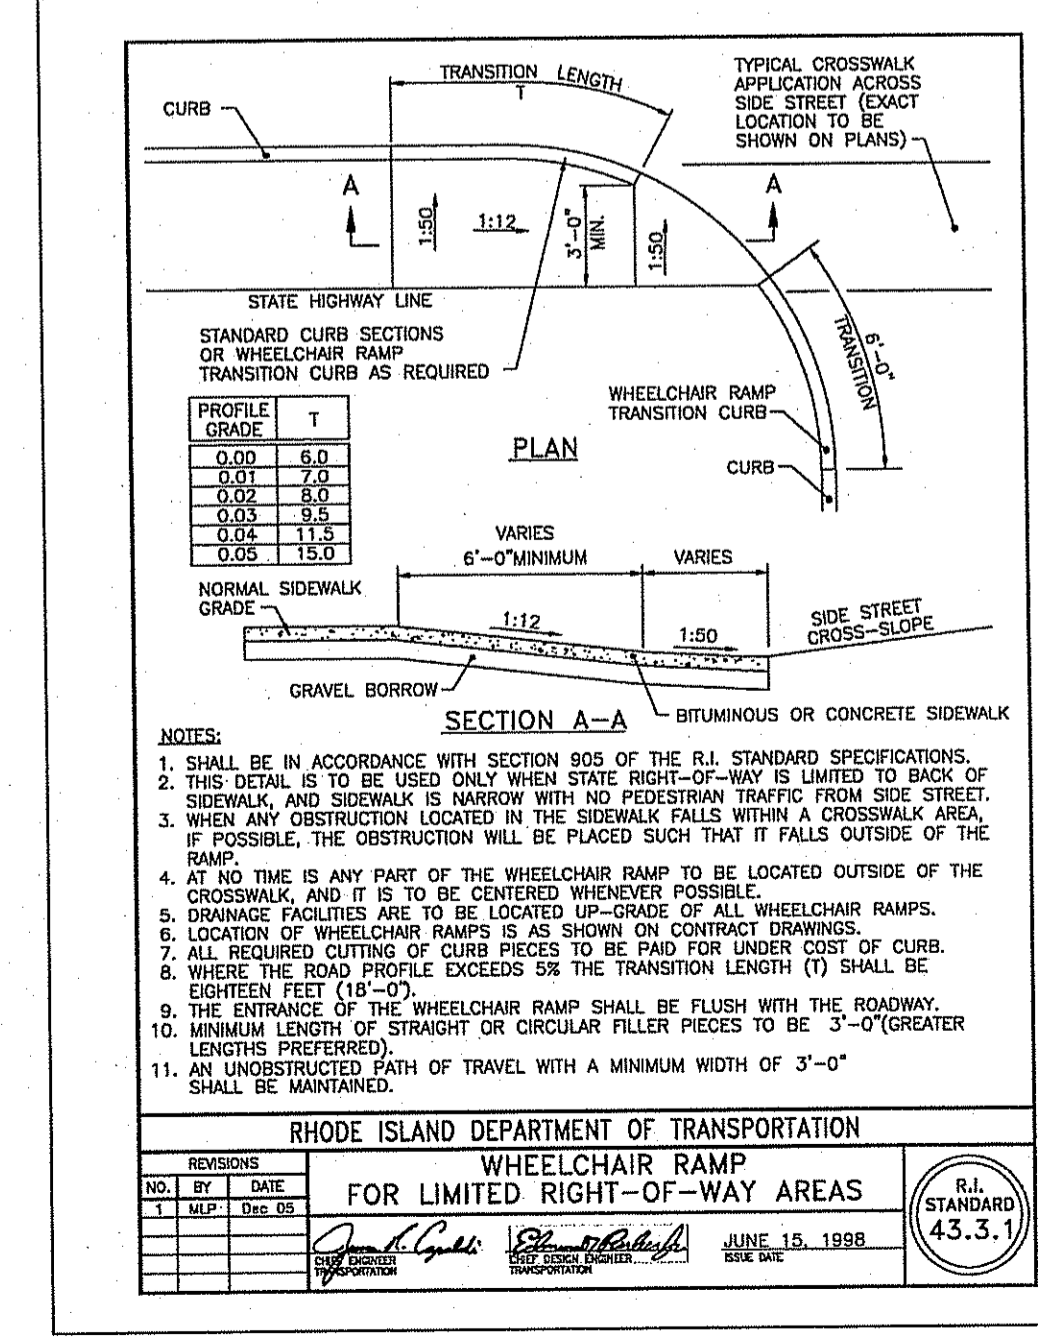 TRANSITION LENGTH
T
TYPICAL CROSSWALK
APPLICATION ACROSS
SIDE STREET (EXACT
LOCATION TO BE
SHOWN ON PLANS)
CURB
A
A
1:50
1:12
3'-0"
MIN.
1:50
STATE HIGHWAY LINE
STANDARD CURB SECTIONS
OR WHEELCHAIR RAMP
TRANSITION CURB AS REQUIRED
6'-0"
TRANSITION
WHEELCHAIR RAMP
TRANSITION CURB
CURB
PLAN
PROFILE GRADE T
0.00 6.0
0.01 7.0
0.02 8.0
0.03 9.5
0.04 11.5
0.05 15.0
VARIES
6'-0"MINIMUM
VARIES
NORMAL SIDEWALK
GRADE
1:12
1:50
SIDE STREET
CROSS-SLOPE
GRAVEL BORROW
SECTION A-A
BITUMINOUS OR CONCRETE SIDEWALK
NOTES:
1. SHALL BE IN ACCORDANCE WITH SECTION 905 OF THE R.I. STANDARD SPECIFICATIONS.
2. THIS DETAIL IS TO BE USED ONLY WHEN STATE RIGHT-OF-WAY IS LIMITED TO BACK OF
SIDEWALK, AND SIDEWALK IS NARROW WITH NO PEDESTRIAN TRAFFIC FROM SIDE STREET.
3. WHEN ANY OBSTRUCTION LOCATED IN THE SIDEWALK FALLS WITHIN A CROSSWALK AREA,
IF POSSIBLE, THE OBSTRUCTION WILL BE PLACED SUCH THAT IT FALLS OUTSIDE OF THE
RAMP.
4. AT NO TIME IS ANY PART OF THE WHEELCHAIR RAMP TO BE LOCATED OUTSIDE OF THE
CROSSWALK, AND IT IS TO BE CENTERED WHENEVER POSSIBLE.
5. DRAINAGE FACILITIES ARE TO BE LOCATED UP-GRADE OF ALL WHEELCHAIR RAMPS.
6. LOCATION OF WHEELCHAIR RAMPS IS AS SHOWN ON CONTRACT DRAWINGS.
7. ALL REQUIRED CUTTING OF CURB PIECES TO BE PAID FOR UNDER COST OF CURB.
8. WHERE THE ROAD PROFILE EXCEEDS 5% THE TRANSITION LENGTH (T) SHALL BE
EIGHTEEN FEET (18'-0").
9. THE ENTRANCE OF THE WHEELCHAIR RAMP SHALL BE FLUSH WITH THE ROADWAY.
10. MINIMUM LENGTH OF STRAIGHT OR CIRCULAR FILLER PIECES TO BE 3'-0"(GREATER
LENGTHS PREFERRED).
11. AN UNOBSTRUCTED PATH OF TRAVEL WITH A MINIMUM WIDTH OF 3'-0"
SHALL BE MAINTAINED.
RHODE ISLAND DEPARTMENT OF TRANSPORTATION
REVISIONS
NO. BY DATE
1 MLP Dec 05
WHEELCHAIR RAMP
FOR LIMITED RIGHT-OF-WAY AREAS
CHIEF ENGINEER
TRANSPORTATION
CHIEF DESIGN ENGINEER
TRANSPORTATION
JUNE 15, 1998
ISSUE DATE
R.I.
STANDARD
43.3.1